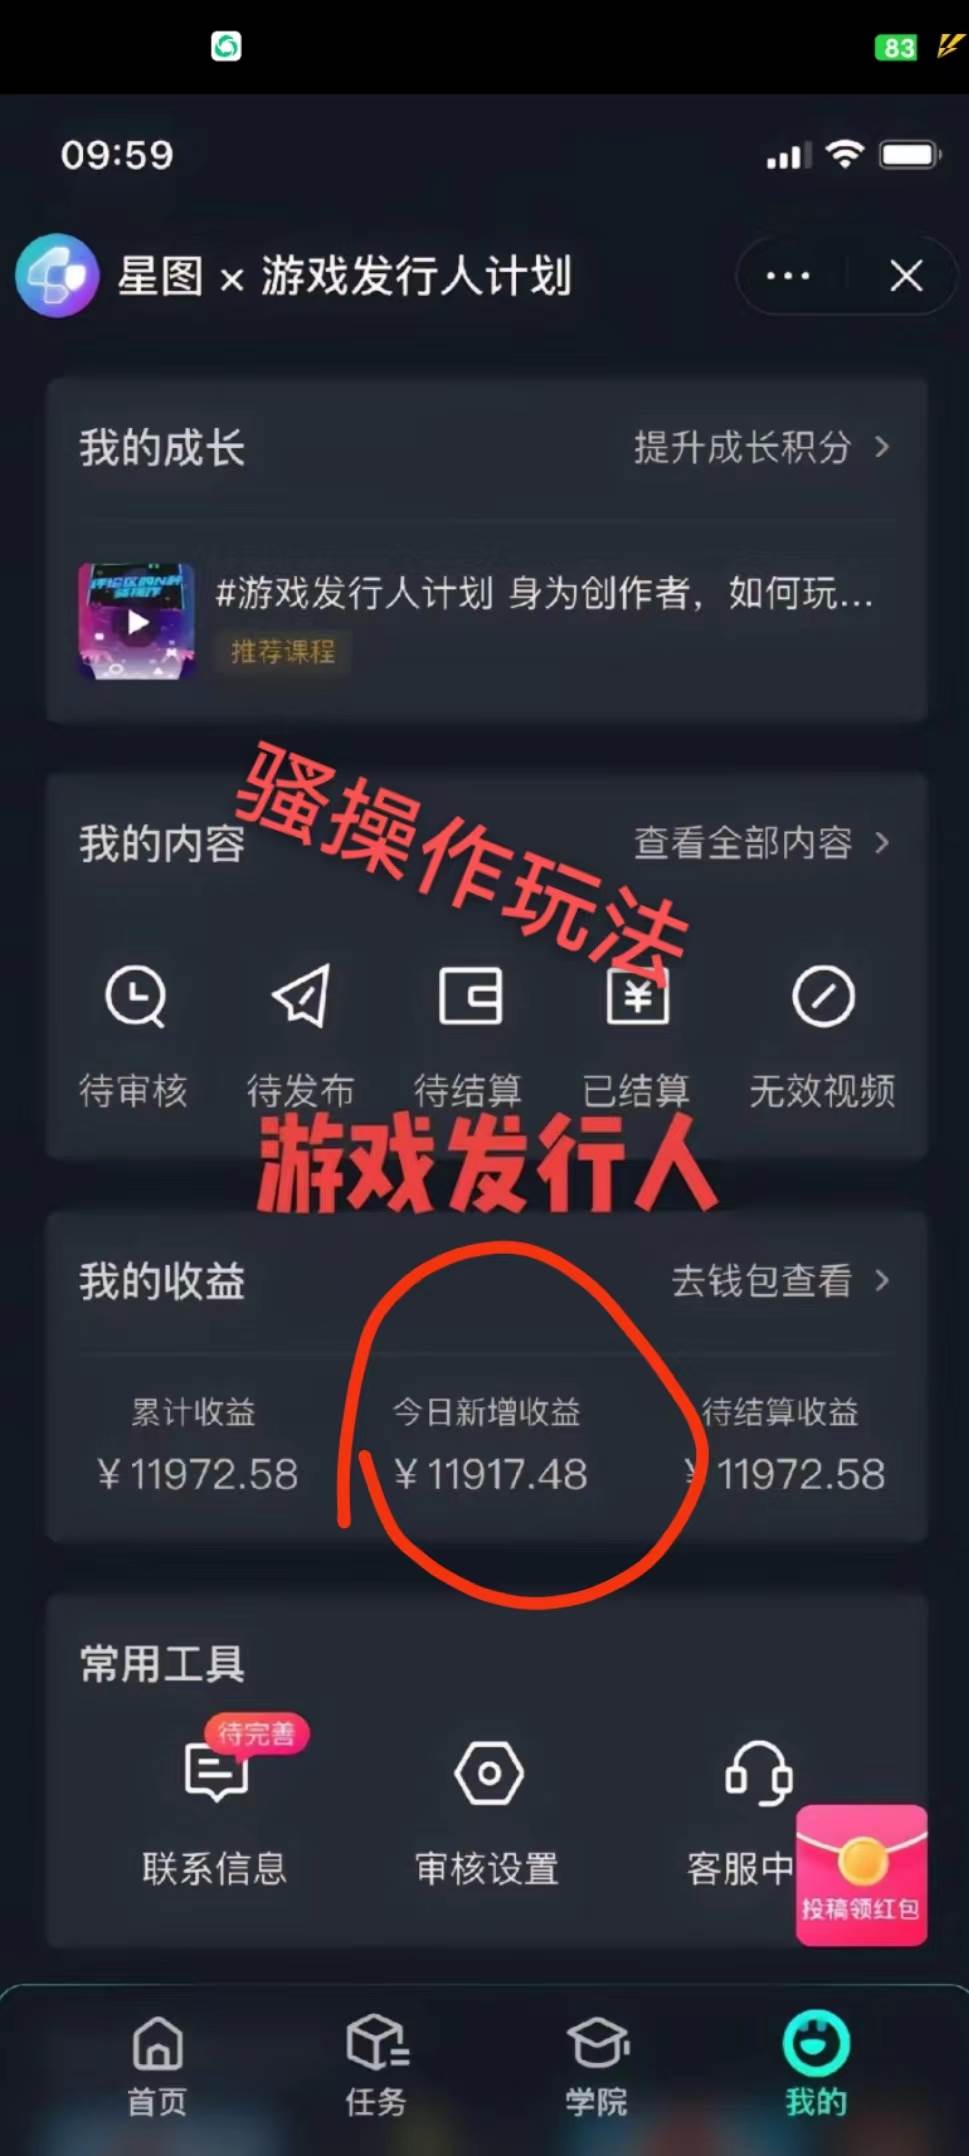 83
09:59
星图 × 游戏发行人计划
我的成长
提升成长积分 >
#游戏发行人计划 身为创作者，如何玩...
推荐课程
骚操作玩法
我的内容
查看全部内容 >
待审核 待发布 待结算 已结算 无效视频
游戏发行人
我的收益
去钱包查看 >
累计收益 今日新增收益 待结算收益
¥11972.58 ¥11917.48 ¥11972.58
常用工具
待完善
联系信息 审核设置 客服中
投稿领红包
首页 任务 学院 我的